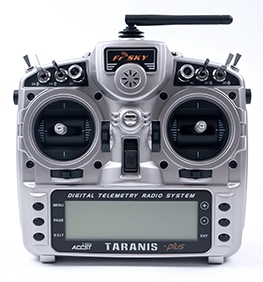 FrSKY
DIGITAL TELEMETRY RADIO SYSTEM
MENU
PAGE
EXIT
ENT
ACCST
TARANIS -plus